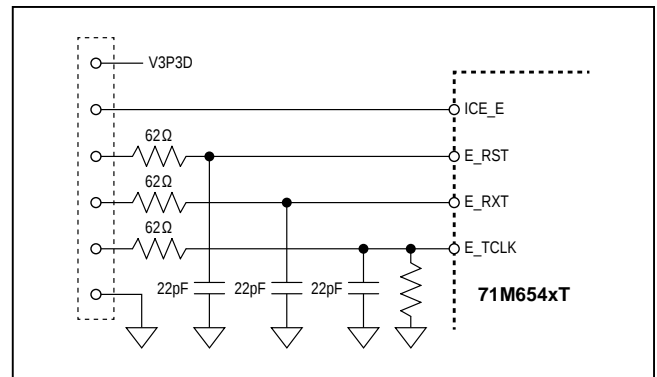 V3P3D
ICE_E
62Ω
E_RST
62Ω
E_RXT
62Ω
E_TCLK
22pF 22pF 22pF
71M654xT